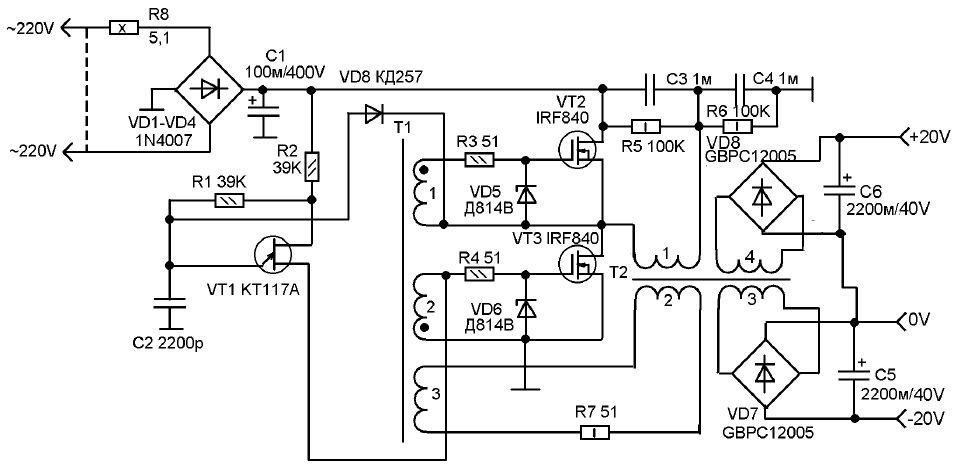 ~220V
R8
5,1
C1
100м/400V
VD8 КД257
C3 1м
C4 1м
VT2
IRF840
R6 100K
+20V
VD1-VD4
1N4007
T1
R3 51
R5 100K
VD8
GBPC12005
~220V
R2
39K
+
R1 39K
1
VD5
Д814В
+
C6
2200м/40V
VT3 IRF840
R4 51
T2
1
4
VT1 КТ117А
2
VD6
Д814В
2
3
C2 2200p
0V
3
+
C5
2200м/40V
R7 51
VD7
GBPC12005
-20V